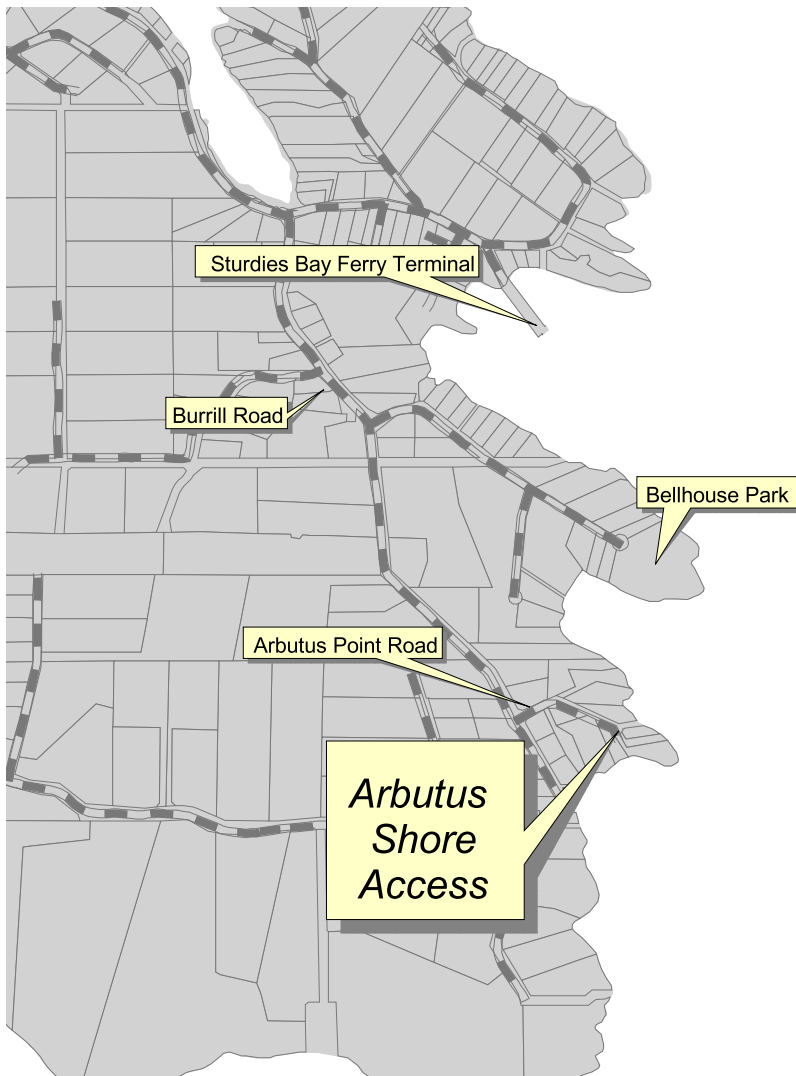 Sturdies Bay Ferry Terminal
Burrill Road
Bellhouse Park
Arbutus Point Road
Arbutus
Shore
Access